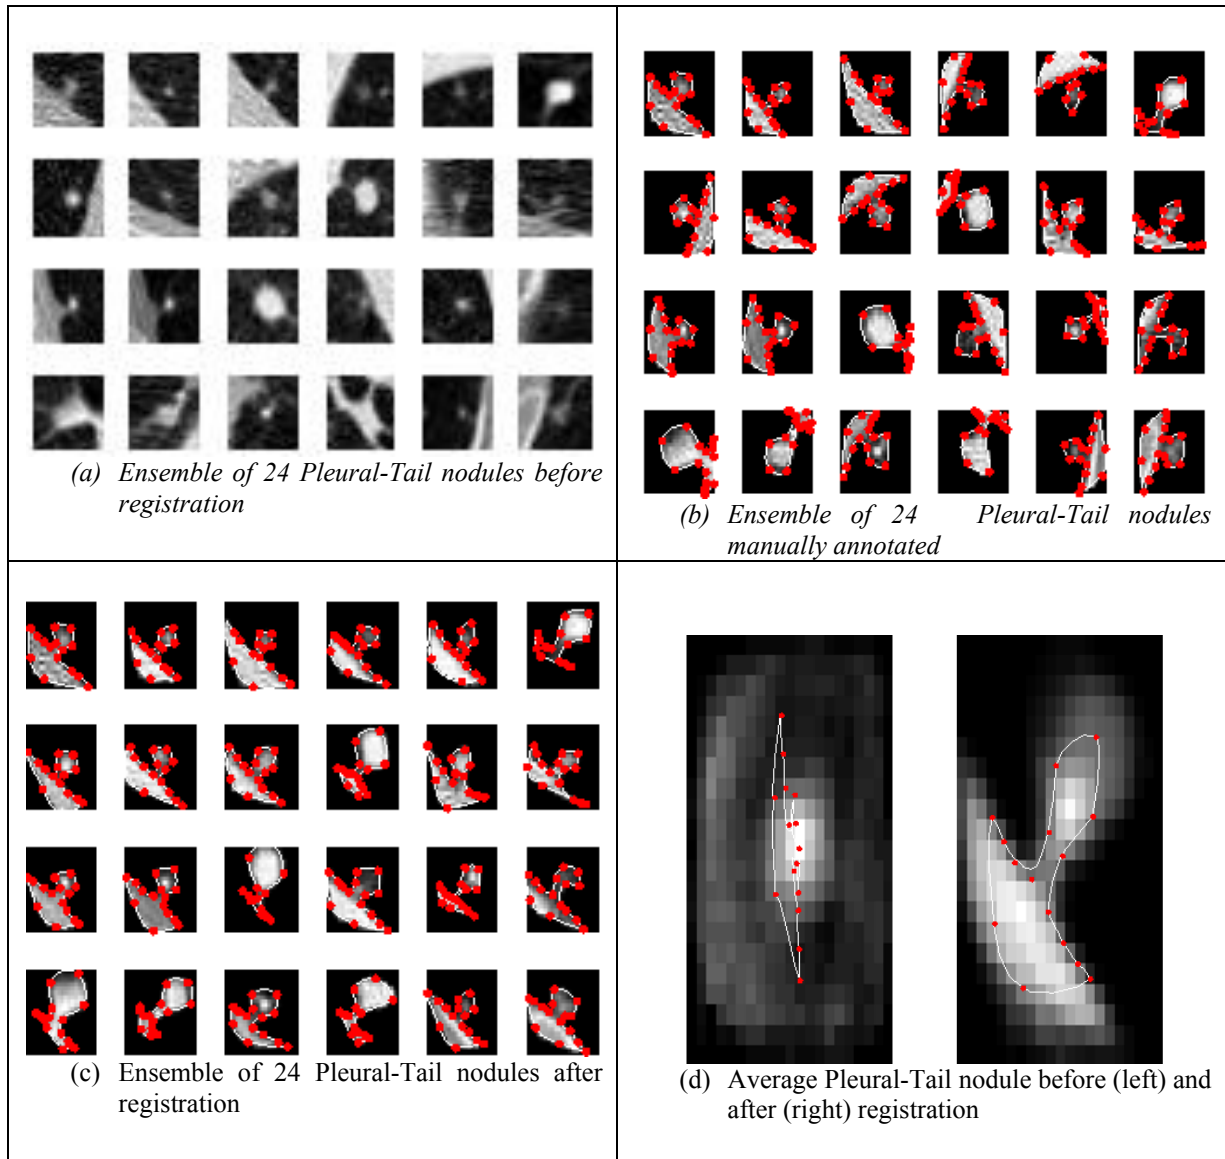 (a) Ensemble of 24 Pleural-Tail nodules before
registration
(b) Ensemble of 24 Pleural-Tail nodules
manually annotated
(c) Ensemble of 24 Pleural-Tail nodules after
registration
(d) Average Pleural-Tail nodule before (left) and
after (right) registration